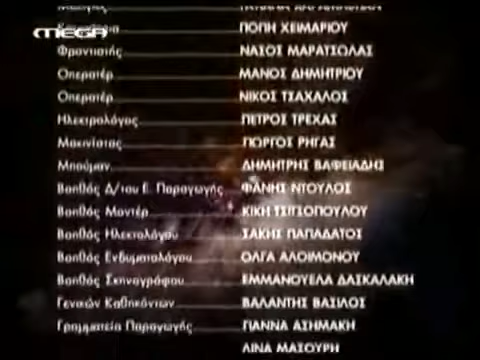 MEGA
ΠΟΠΗ ΧΕΙΜΑΡΙΟΥ
Φροντιστής ΝΑΣΟΣ ΜΑΡΑΤΣΟΛΑΣ
Οπερατέρ ΜΑΝΟΣ ΔΗΜΗΤΡΙΟΥ
Οπερατέρ ΝΙΚΟΣ ΤΣΑΧΑΛΟΣ
Ηλεκτρολόγος ΠΕΤΡΟΣ ΤΡΕΧΑΣ
Μακινίστας ΓΙΩΡΓΟΣ ΡΗΓΑΣ
Μπούμαν ΔΗΜΗΤΡΗΣ ΒΑΦΕΙΑΔΗΣ
Βοηθός Δ/του Ε. Παραγωγής ΦΑΝΗΣ ΝΤΟΥΛΟΣ
Βοηθός Μοντέρ ΚΙΚΗ ΤΣΙΤΣΟΠΟΥΛΟΥ
Βοηθός Ηλεκτολόγου ΣΑΚΗΣ ΠΑΠΑΔΑΤΟΣ
Βοηθός Ενδυματολόγου ΟΛΓΑ ΑΛΟΙΜΟΝΟΥ
Βοηθός Σκηνογράφου ΕΜΜΑΝΟΥΕΛΑ ΔΑΣΚΑΛΑΚΗ
Γενικών Καθηκόντων ΒΑΛΑΝΤΗΣ ΒΑΣΙΛΟΣ
Γραμματεία Παραγωγής ΓΙΑΝΝΑ ΑΣΗΜΑΚΗ
ΛΙΝΑ ΜΑΣΟΥΡΗ